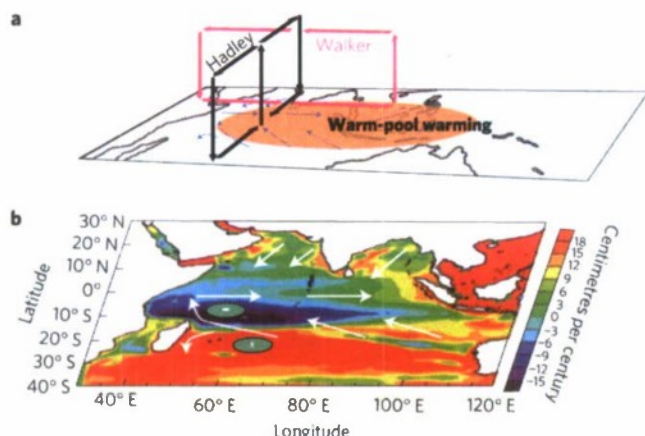 a
Hadley
Walker
Warm-pool warming
b
30° N
20° N
10° N
0°
10° S
20° S
30° S
40° S
Latitude
40° E
60° E
80° E
100° E
120° E
Longitude
18
15
12
9
6
3
0
-3
-6
-9
-12
-15
Centimetres per century